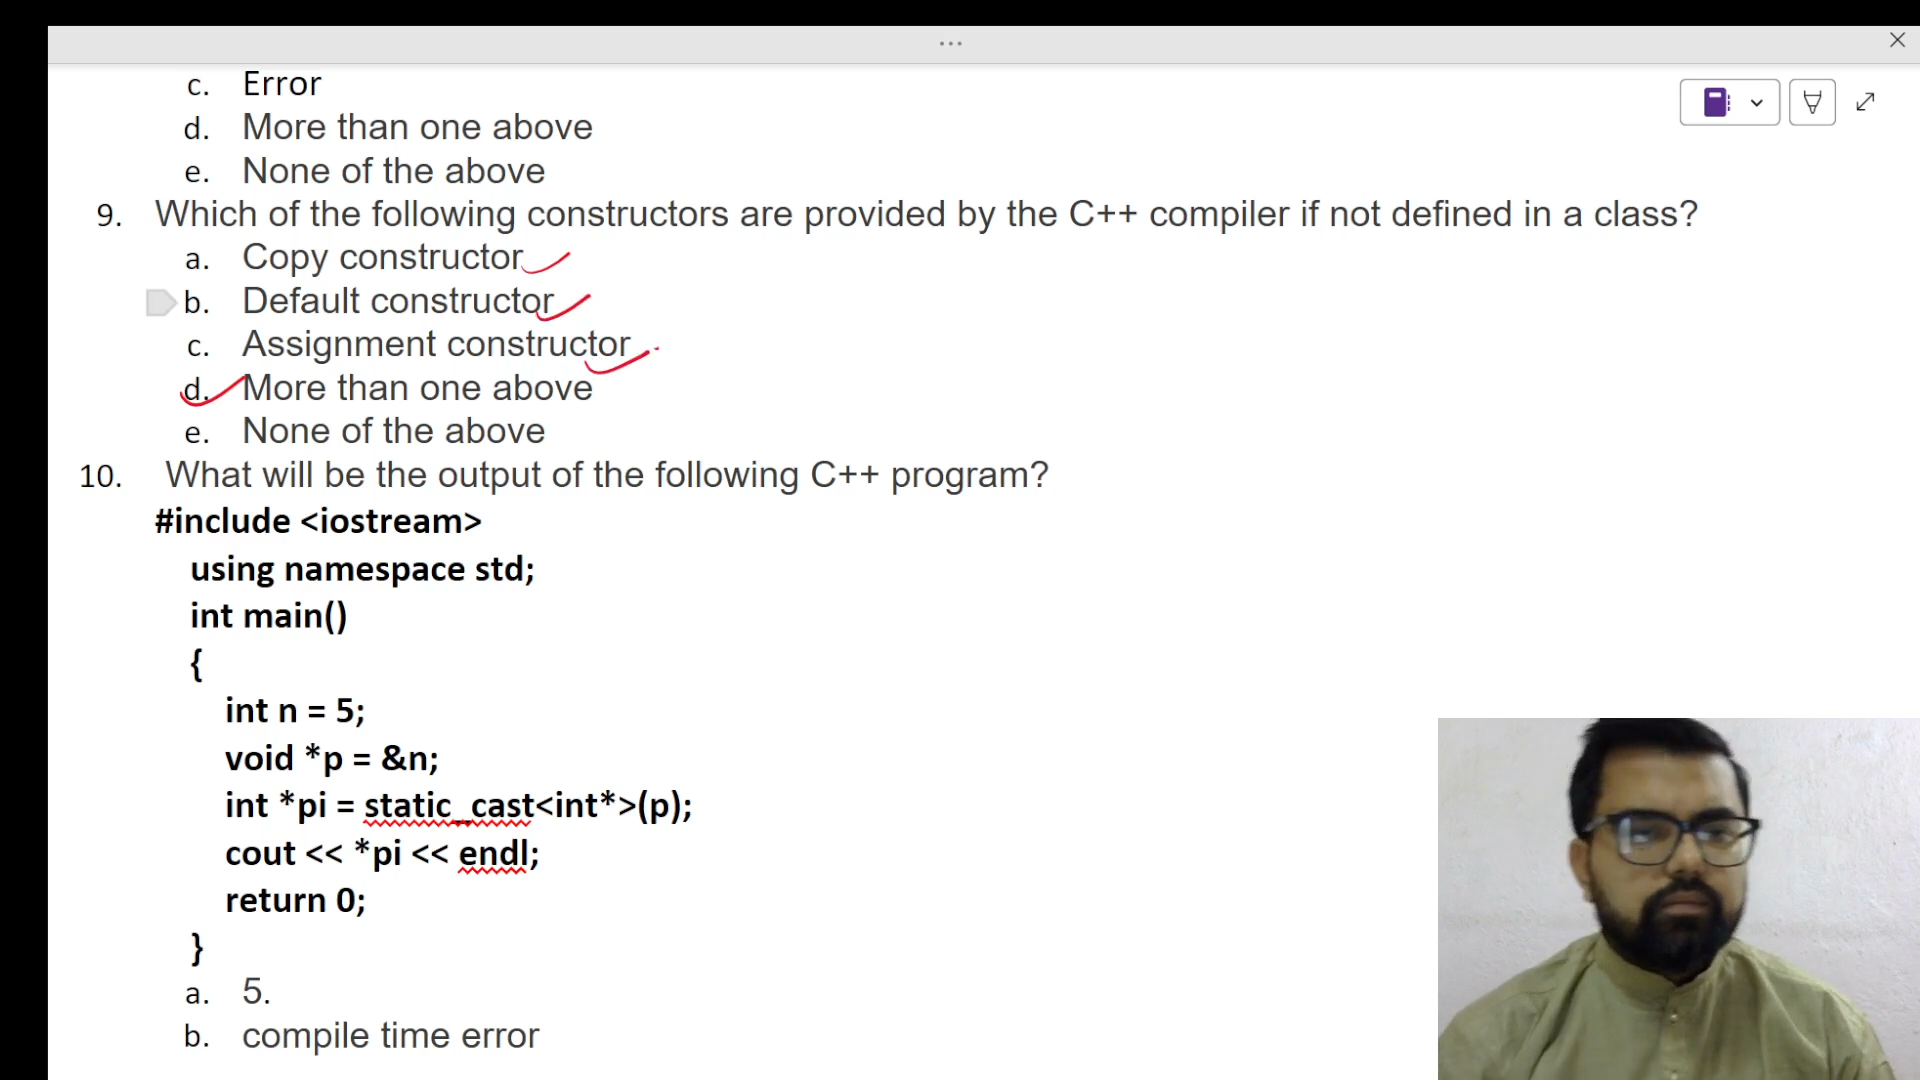 c. Error
d. More than one above
e. None of the above
9. Which of the following constructors are provided by the C++ compiler if not defined in a class?
a. Copy constructor
b. Default constructor
c. Assignment constructor
d. More than one above
e. None of the above
10. What will be the output of the following C++ program?
#include <iostream>
using namespace std;
int main()
{
int n = 5;
void *p = &n;
int *pi = static_cast<int*>(p);
cout << *pi << endl;
return 0;
}
a. 5.
b. compile time error